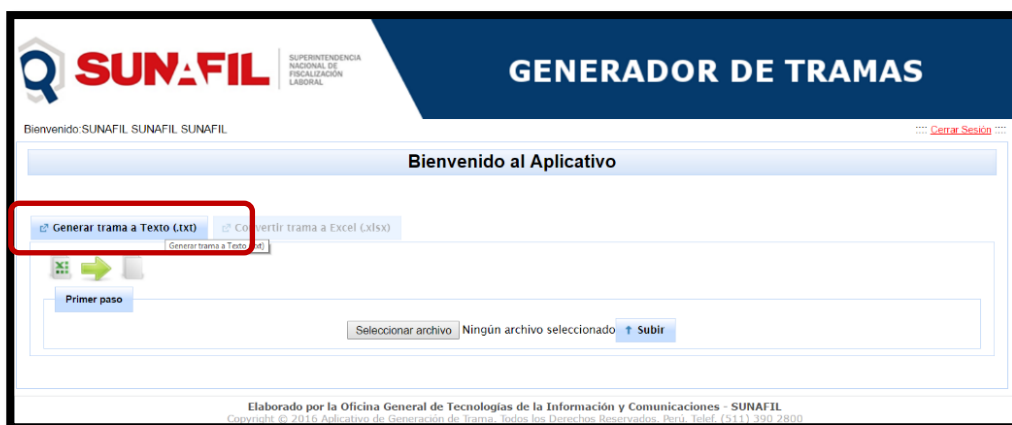 SUNAFIL
SUPERINTENDENCIA
NACIONAL DE
FISCALIZACIÓN
LABORAL
GENERADOR DE TRAMAS
Bienvenido:SUNAFIL SUNAFIL SUNAFIL
:::: Cerrar Sesión ::::
Bienvenido al Aplicativo
Generar trama a Texto (.txt)
Convertir trama a Excel (.xlsx)
Generar trama a Texto (.txt)
Primer paso
Seleccionar archivo Ningún archivo seleccionado Subir
Elaborado por la Oficina General de Tecnologías de la Información y Comunicaciones - SUNAFIL
Copyright © 2016 Aplicativo de Generación de Trama. Todos los Derechos Reservados. Perú. Telef. (511) 390 2800